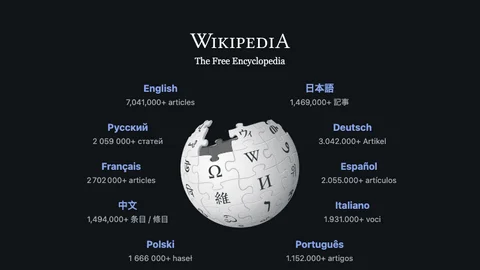 WIKIPEDIA
The Free Encyclopedia
English
7,041,000+ articles
日本語
1,469,000+ 記事
Русский
2 059 000+ статей
Deutsch
3.042.000+ Artikel
Français
2 702 000+ articles
Español
2.055.000+ artículos
中文
1,494,000+ 条目 / 條目
Italiano
1.931.000+ voci
Polski
1 666 000+ haseł
Português
1.152.000+ artigos
Ω
W
И
維